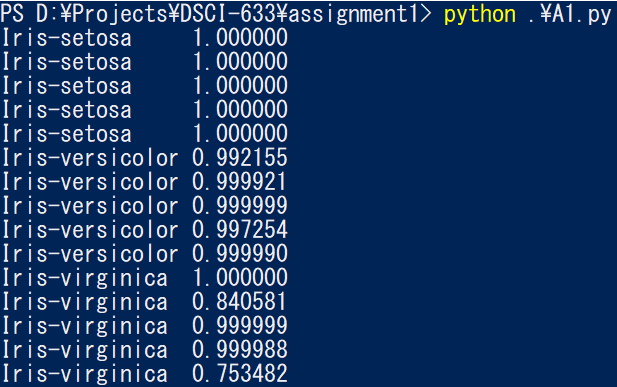 PS D:¥Projects¥DSCI-633¥assignment1> python .¥A1.py
Iris-setosa     1.000000
Iris-setosa     1.000000
Iris-setosa     1.000000
Iris-setosa     1.000000
Iris-setosa     1.000000
Iris-versicolor 0.992155
Iris-versicolor 0.999921
Iris-versicolor 0.999999
Iris-versicolor 0.997254
Iris-versicolor 0.999990
Iris-virginica  1.000000
Iris-virginica  0.840581
Iris-virginica  0.999999
Iris-virginica  0.999988
Iris-virginica  0.753482